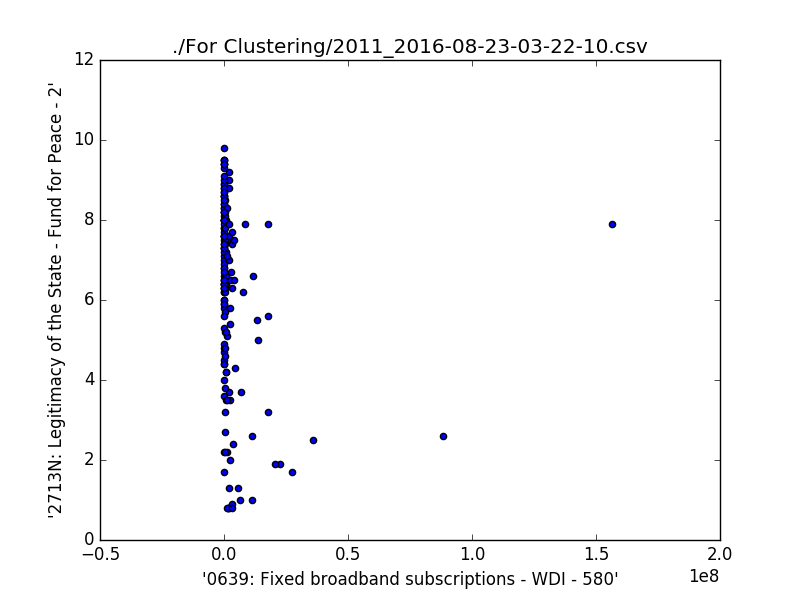 ./For Clustering/2011_2016-08-23-03-22-10.csv
12
10
8
6
4
2
0
'2713N: Legitimacy of the State - Fund for Peace - 2'
−0.5 0.0 0.5 1.0 1.5 2.0
1e8
'0639: Fixed broadband subscriptions - WDI - 580'